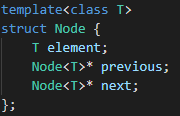 template<class T>
struct Node {
    T element;
    Node<T>* previous;
    Node<T>* next;
};